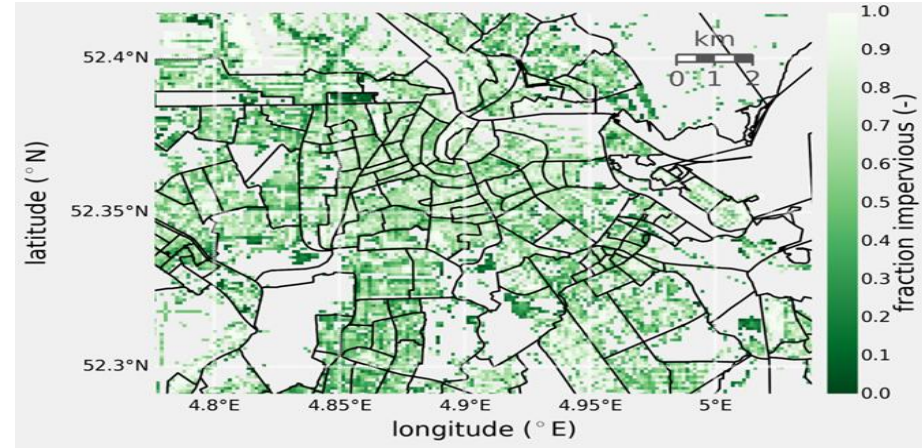 km
0 1 2
52.4°N
52.35°N
52.3°N
latitude (°N)
4.8°E
4.85°E
4.9°E
4.95°E
5°E
longitude (°E)
1.0
0.9
0.8
0.7
0.6
0.5
0.4
0.3
0.2
0.1
0.0
fraction impervious (-)